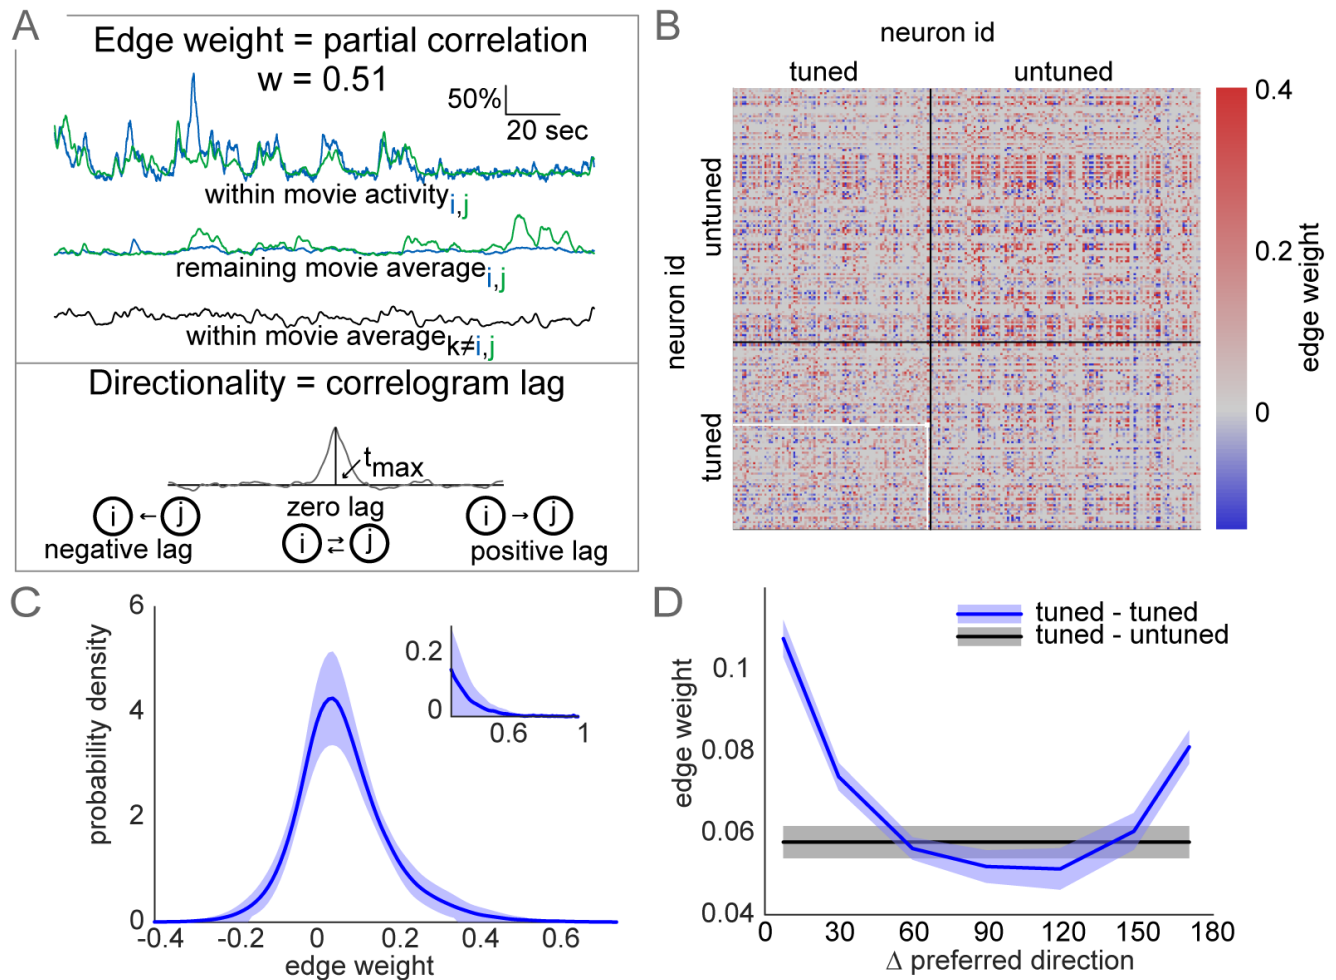 A
Edge weight = partial correlation
w = 0.51
50%
20 sec
within movie activity i,j
remaining movie average i,j
within movie average k≠i,j
Directionality = correlogram lag
tmax
i ← j
zero lag
i → j
negative lag
i ⇄ j
positive lag
B
neuron id
tuned
untuned
neuron id
untuned
tuned
0.4
0.2
0
edge weight
C
probability density
6
4
2
0
-0.4
-0.2
0
0.2
0.4
0.6
edge weight
0.2
0
0.6
1
D
edge weight
0.1
0.08
0.06
0.04
tuned - tuned
tuned - untuned
0
30
60
90
120
150
180
Δ preferred direction